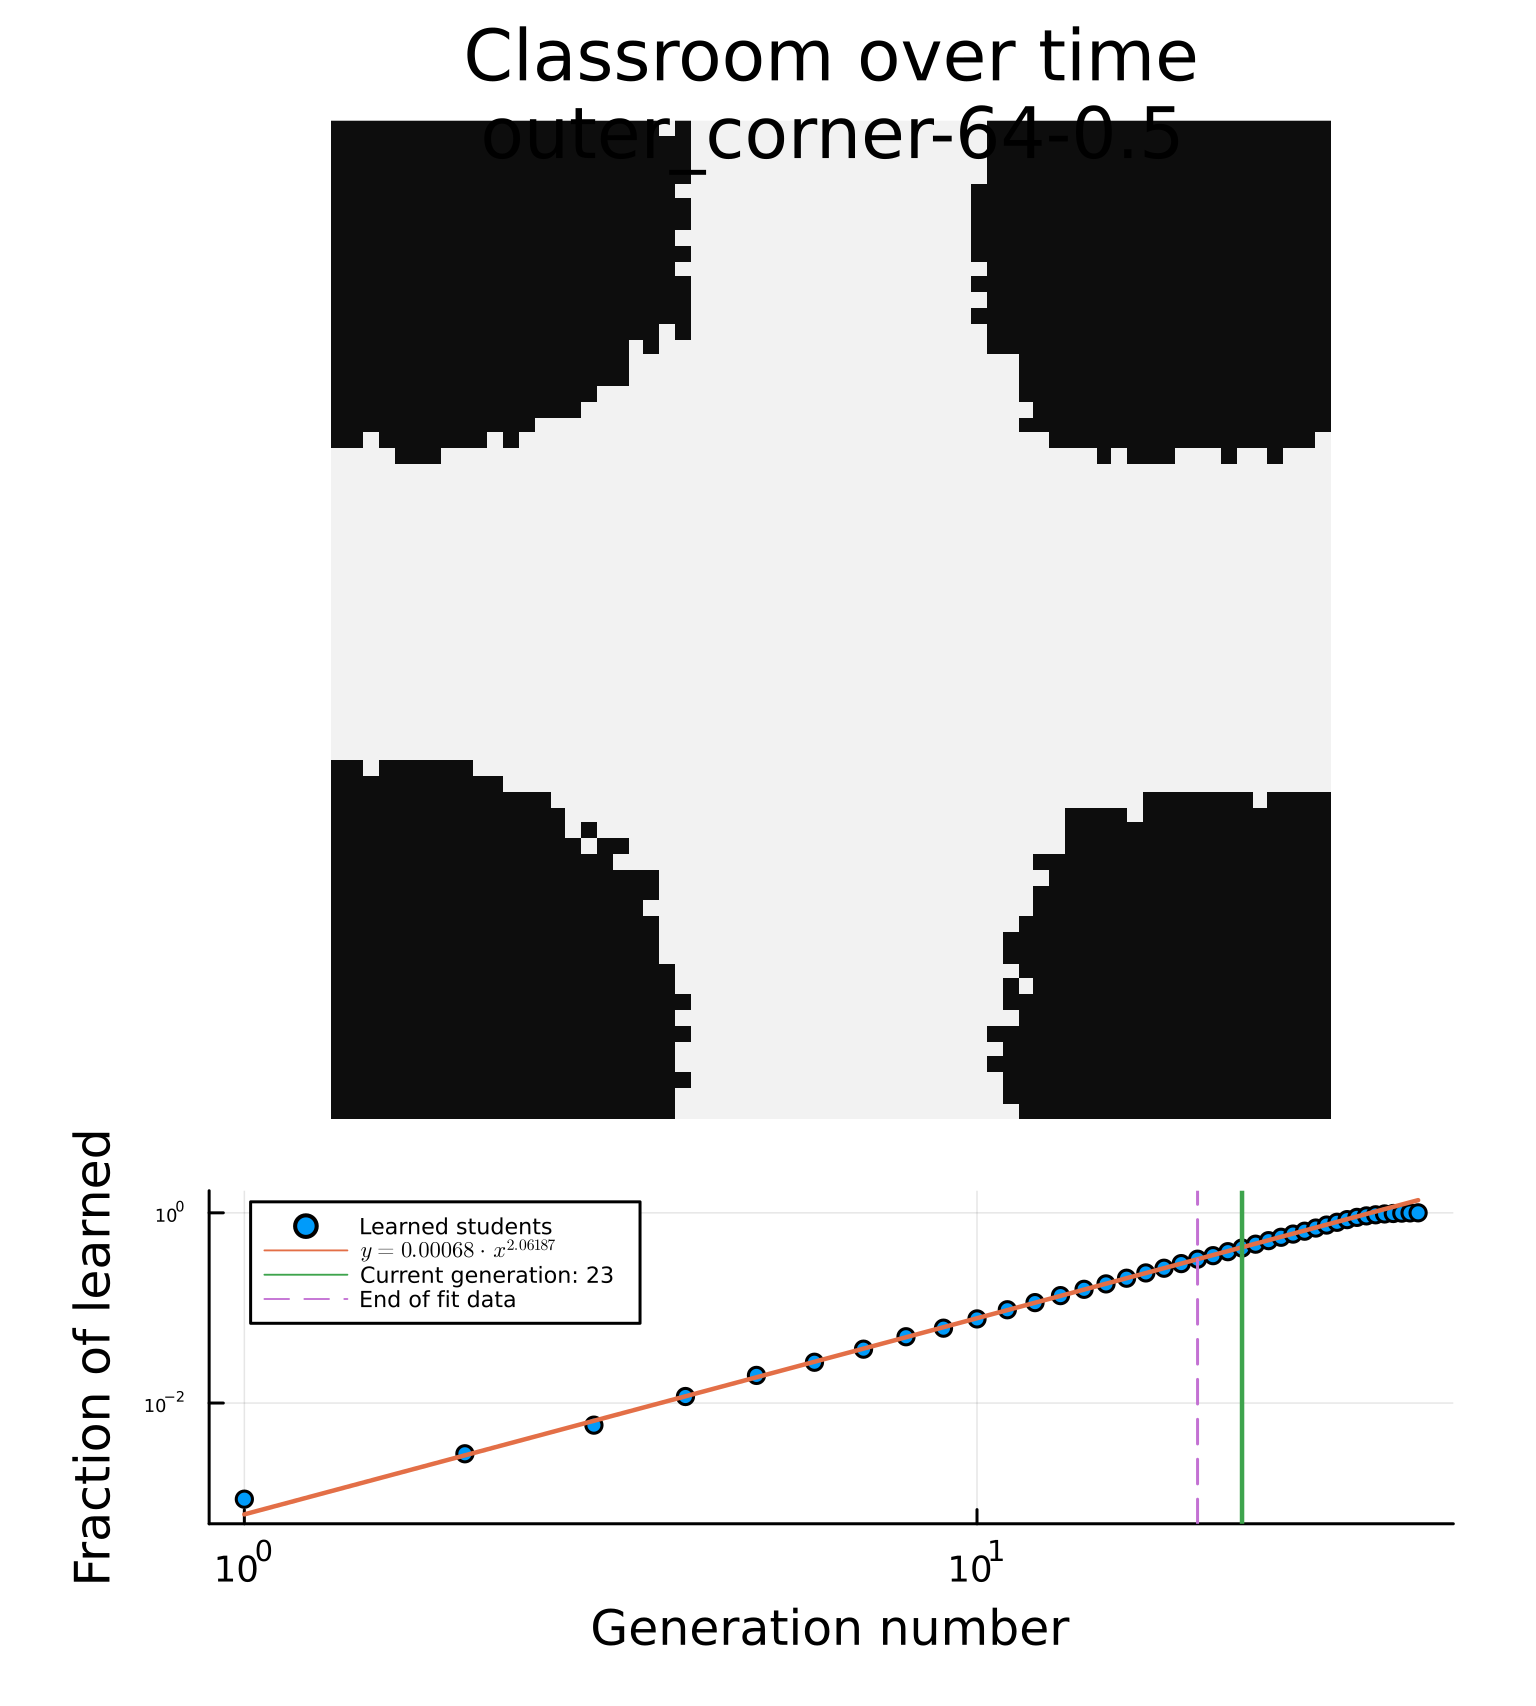 Classroom over time
outer_corner-64-0.5
Fraction of learned
10⁰
10⁻²
Learned students
y = 0.00068 · x^2.06187
Current generation: 23
End of fit data
10⁰
10¹
Generation number